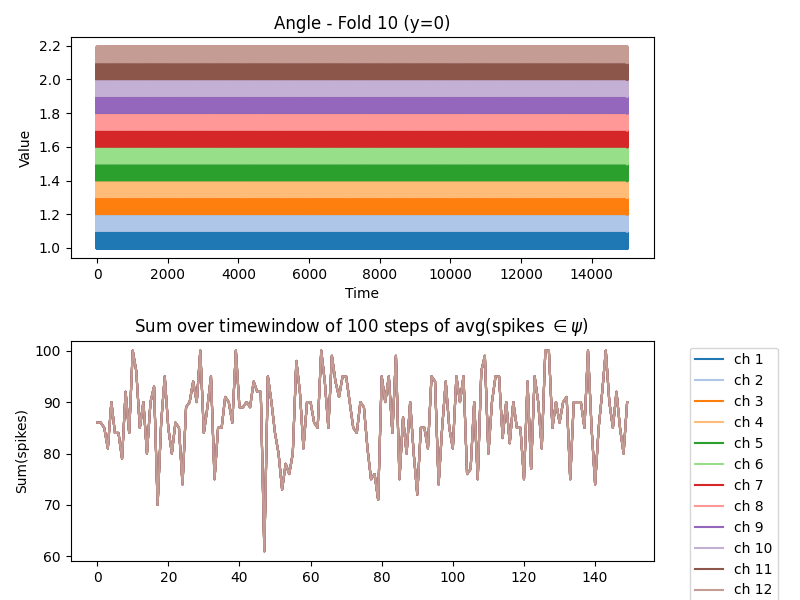 Angle - Fold 10 (y=0)
Value
2.2
2.0
1.8
1.6
1.4
1.2
1.0
0 2000 4000 6000 8000 10000 12000 14000
Time
Sum over timewindow of 100 steps of avg(spikes ∈ ψ)
Sum(spikes)
100
90
80
70
60
0 20 40 60 80 100 120 140
ch 1
ch 2
ch 3
ch 4
ch 5
ch 6
ch 7
ch 8
ch 9
ch 10
ch 11
ch 12